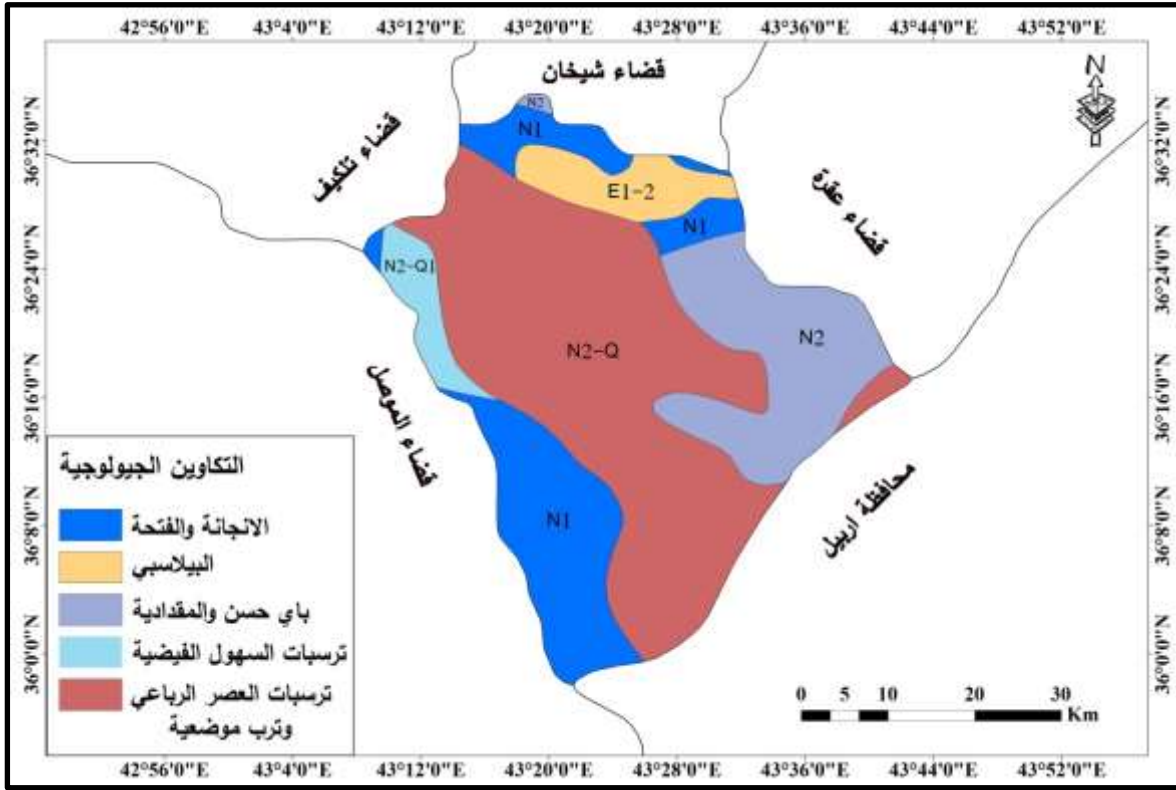 42°56'0"E 43°4'0"E 43°12'0"E 43°20'0"E 43°28'0"E 43°36'0"E 43°44'0"E 43°52'0"E
قضاء شيخان
N
N2
N1
36°32'0"N
36°32'0"N
قضاء تلكيف
قضاء عقرة
E1-2
N1
36°24'0"N
36°24'0"N
N2-Q1
N2
N2-Q
36°16'0"N
36°16'0"N
قضاء الموصل
محافظة اربيل
N1
36°8'0"N
36°8'0"N
36°0'0"N
36°0'0"N
التكاوين الجيولوجية
الانجانة والفتحة
البيلاسبي
باي حسن والمقدادية
ترسبات السهول الفيضية
ترسبات العصر الرباعي
وترب موضعية
0 5 10 20 30
Km
42°56'0"E 43°4'0"E 43°12'0"E 43°20'0"E 43°28'0"E 43°36'0"E 43°44'0"E 43°52'0"E